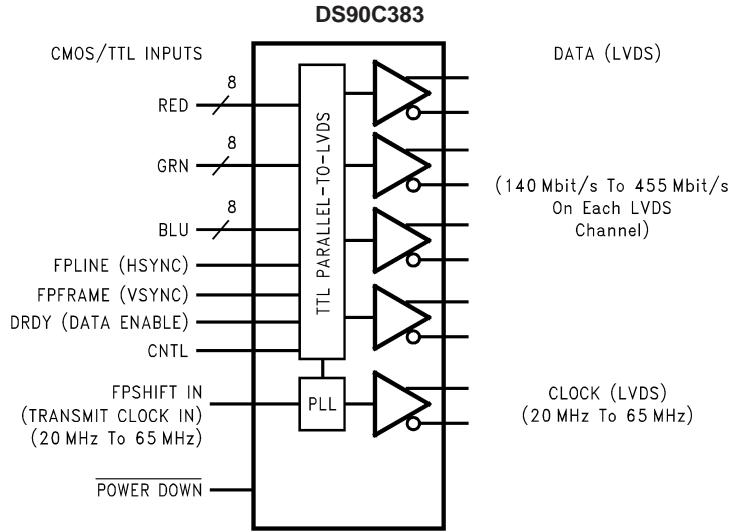 DS90C383
CMOS/TTL INPUTS
DATA (LVDS)
8
RED
8
GRN
8
BLU
FPLINE (HSYNC)
FPFRAME (VSYNC)
DRDY (DATA ENABLE)
CNTL
TTL PARALLEL-TO-LVDS
(140 Mbit/s To 455 Mbit/s
On Each LVDS
Channel)
FPSHIFT IN
(TRANSMIT CLOCK IN)
(20 MHz To 65 MHz)
PLL
CLOCK (LVDS)
(20 MHz To 65 MHz)
POWER DOWN